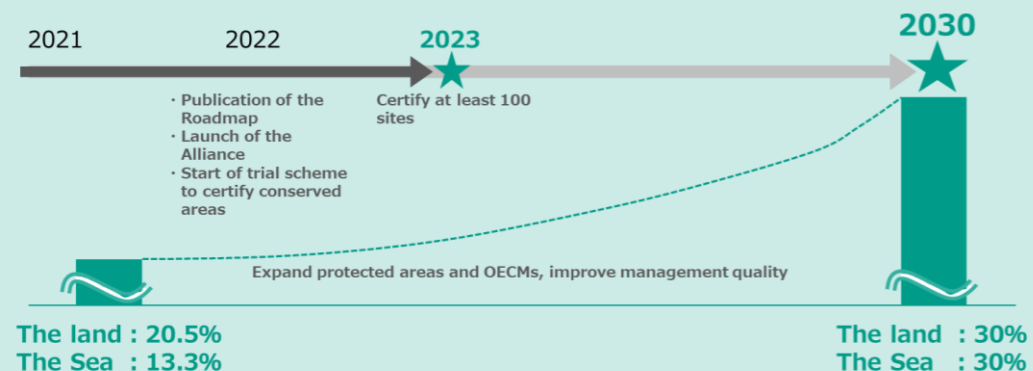 2021
2022
2023
2030
· Publication of the
Roadmap
· Launch of the
Alliance
· Start of trial scheme
to certify conserved
areas
Certify at least 100
sites
Expand protected areas and OECMs, improve management quality
The land : 20.5%
The Sea : 13.3%
The land : 30%
The Sea : 30%